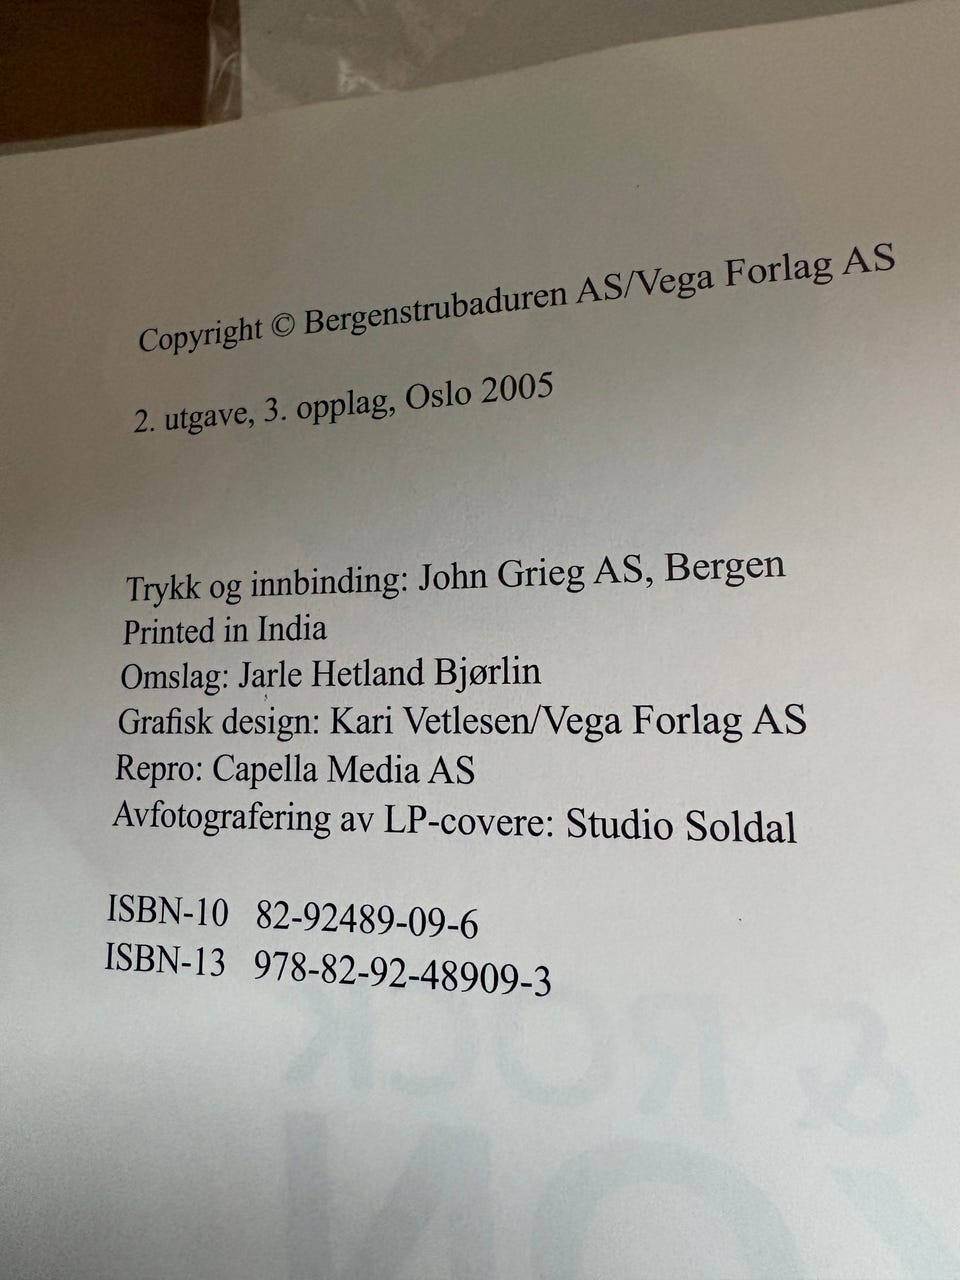 Copyright © Bergenstrubaduren AS/Vega Forlag AS
2. utgave, 3. opplag, Oslo 2005
Trykk og innbinding: John Grieg AS, Bergen
Printed in India
Omslag: Jarle Hetland Bjørlin
Grafisk design: Kari Vetlesen/Vega Forlag AS
Repro: Capella Media AS
Avfotografering av LP-covere: Studio Soldal
ISBN-10 82-92489-09-6
ISBN-13 978-82-92-48909-3
& ROCK